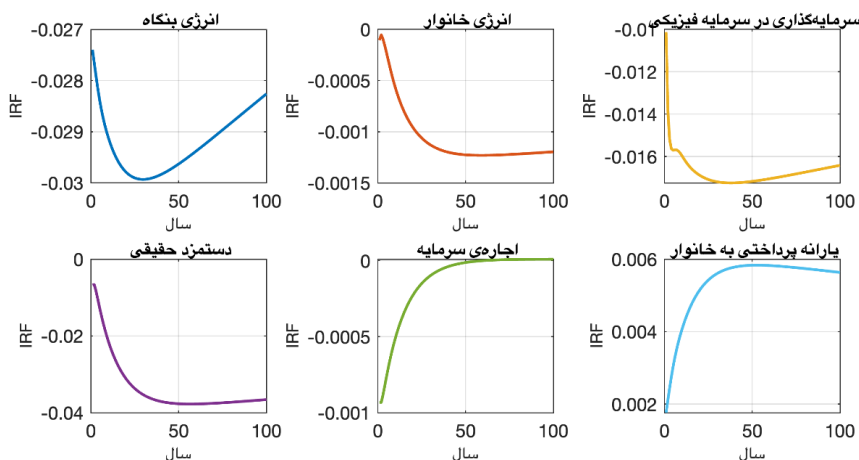 انرژی بنگاه
-0.027
-0.028
-0.029
-0.03
IRF
0
50
100
سال
انرژی خانوار
0
-0.0005
-0.001
-0.0015
IRF
0
50
100
سال
سرمایه‌گذاری در سرمایه فیزیکی
-0.01
-0.012
-0.014
-0.016
IRF
0
50
100
سال
دستمزد حقیقی
0
-0.02
-0.04
IRF
0
50
100
سال
اجاره‌ی سرمایه
0
-0.0005
-0.001
IRF
0
50
100
سال
یارانه پرداختی به خانوار
0.006
0.004
0.002
IRF
0
50
100
سال